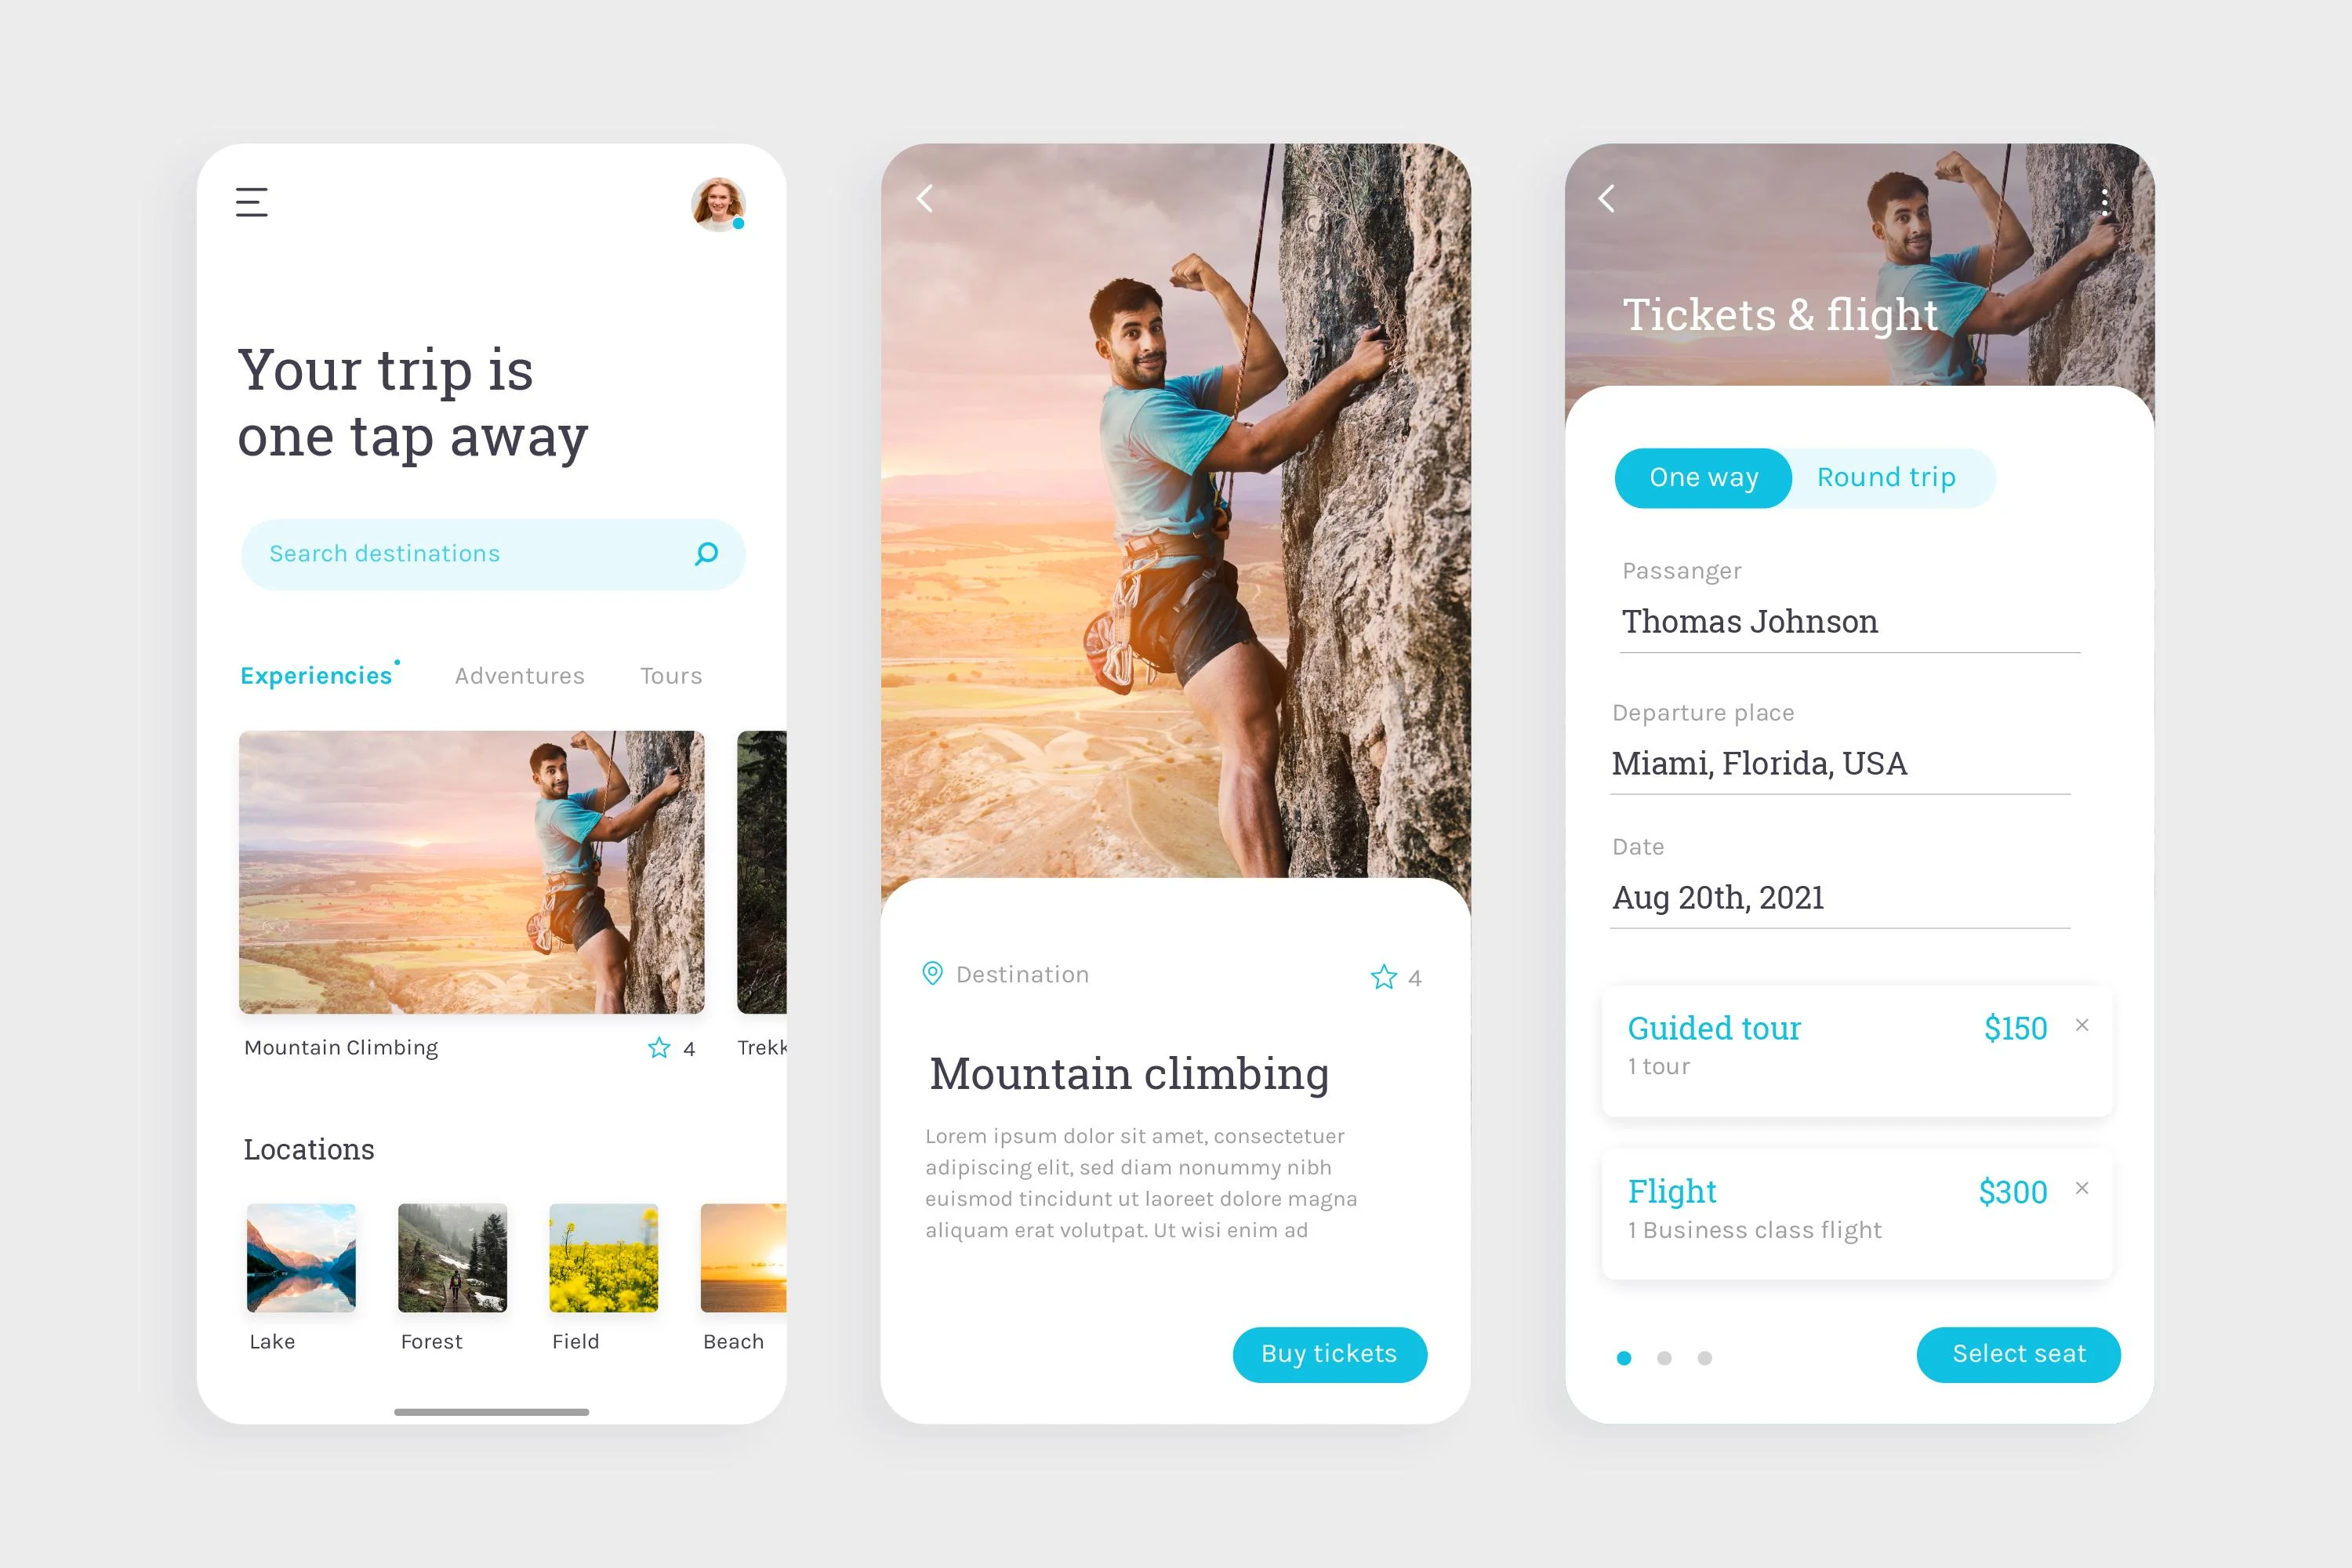 Your trip is
one tap away
Search destinations
Experiencies
Adventures
Tours
Mountain Climbing
4
Trekk
Locations
Lake
Forest
Field
Beach
Destination
4
Mountain climbing
Lorem ipsum dolor sit amet, consectetuer
adipiscing elit, sed diam nonummy nibh
euismod tincidunt ut laoreet dolore magna
aliquam erat volutpat. Ut wisi enim ad
Buy tickets
Tickets & flight
One way
Round trip
Passanger
Thomas Johnson
Departure place
Miami, Florida, USA
Date
Aug 20th, 2021
Guided tour
$150
1 tour
Flight
$300
1 Business class flight
Select seat